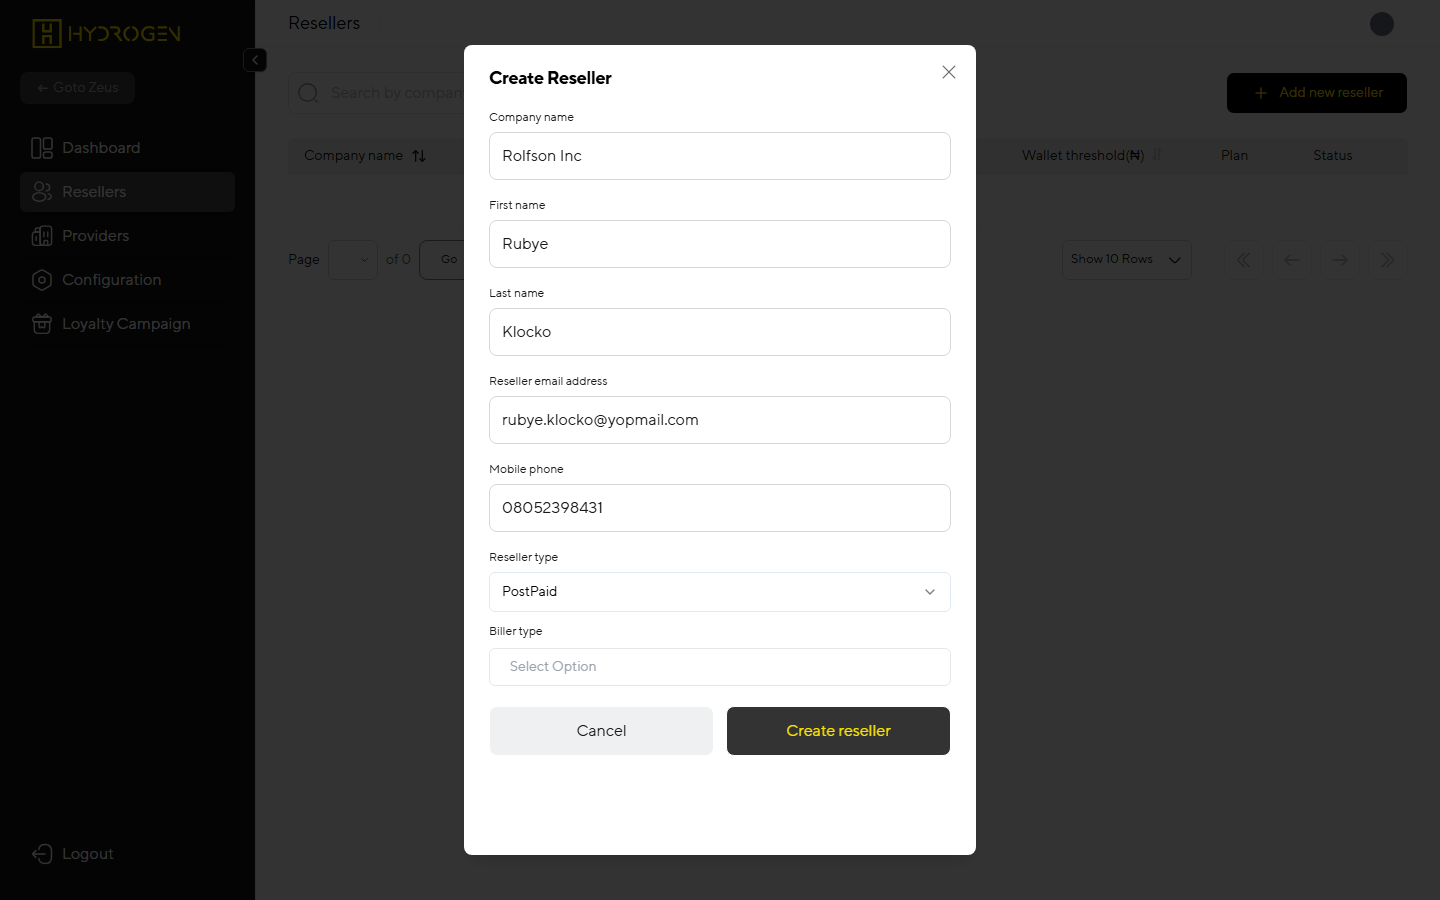 HYDROGEN
Goto Zeus
Dashboard
Resellers
Providers
Configuration
Loyalty Campaign
Logout
Resellers
Search by compan
Add new reseller
Company name
Wallet threshold(₦)
Plan
Status
Page
of 0
Go
Show 10 Rows
Create Reseller
Company name
Rolfson Inc
First name
Rubye
Last name
Klocko
Reseller email address
rubye.klocko@yopmail.com
Mobile phone
08052398431
Reseller type
PostPaid
Biller type
Select Option
Cancel
Create reseller